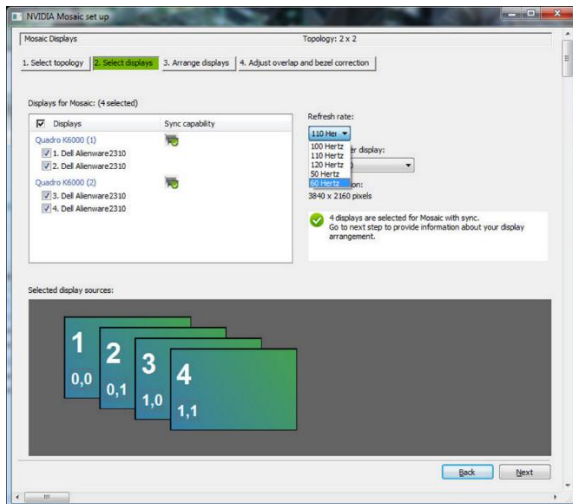 NVIDIA Mosaic set up
Mosaic Displays
Topology: 2 x 2
1. Select topology
2. Select displays
3. Arrange displays
4. Adjust overlap and bezel correction
Displays for Mosaic: (4 selected)
Displays
Sync capability
Quadro K6000 (1)
1. Dell Alienware2310
2. Dell Alienware2310
Quadro K6000 (2)
3. Dell Alienware2310
4. Dell Alienware2310
Refresh rate:
110 Her
100 Hertz
110 Hertz
120 Hertz
50 Hertz
60 Hertz
er display:
on:
3840 x 2160 pixels
4 displays are selected for Mosaic with sync.
Go to next step to provide information about your display
arrangement.
Selected display sources:
1
0,0
2
0,1
3
1,0
4
1,1
Back
Next